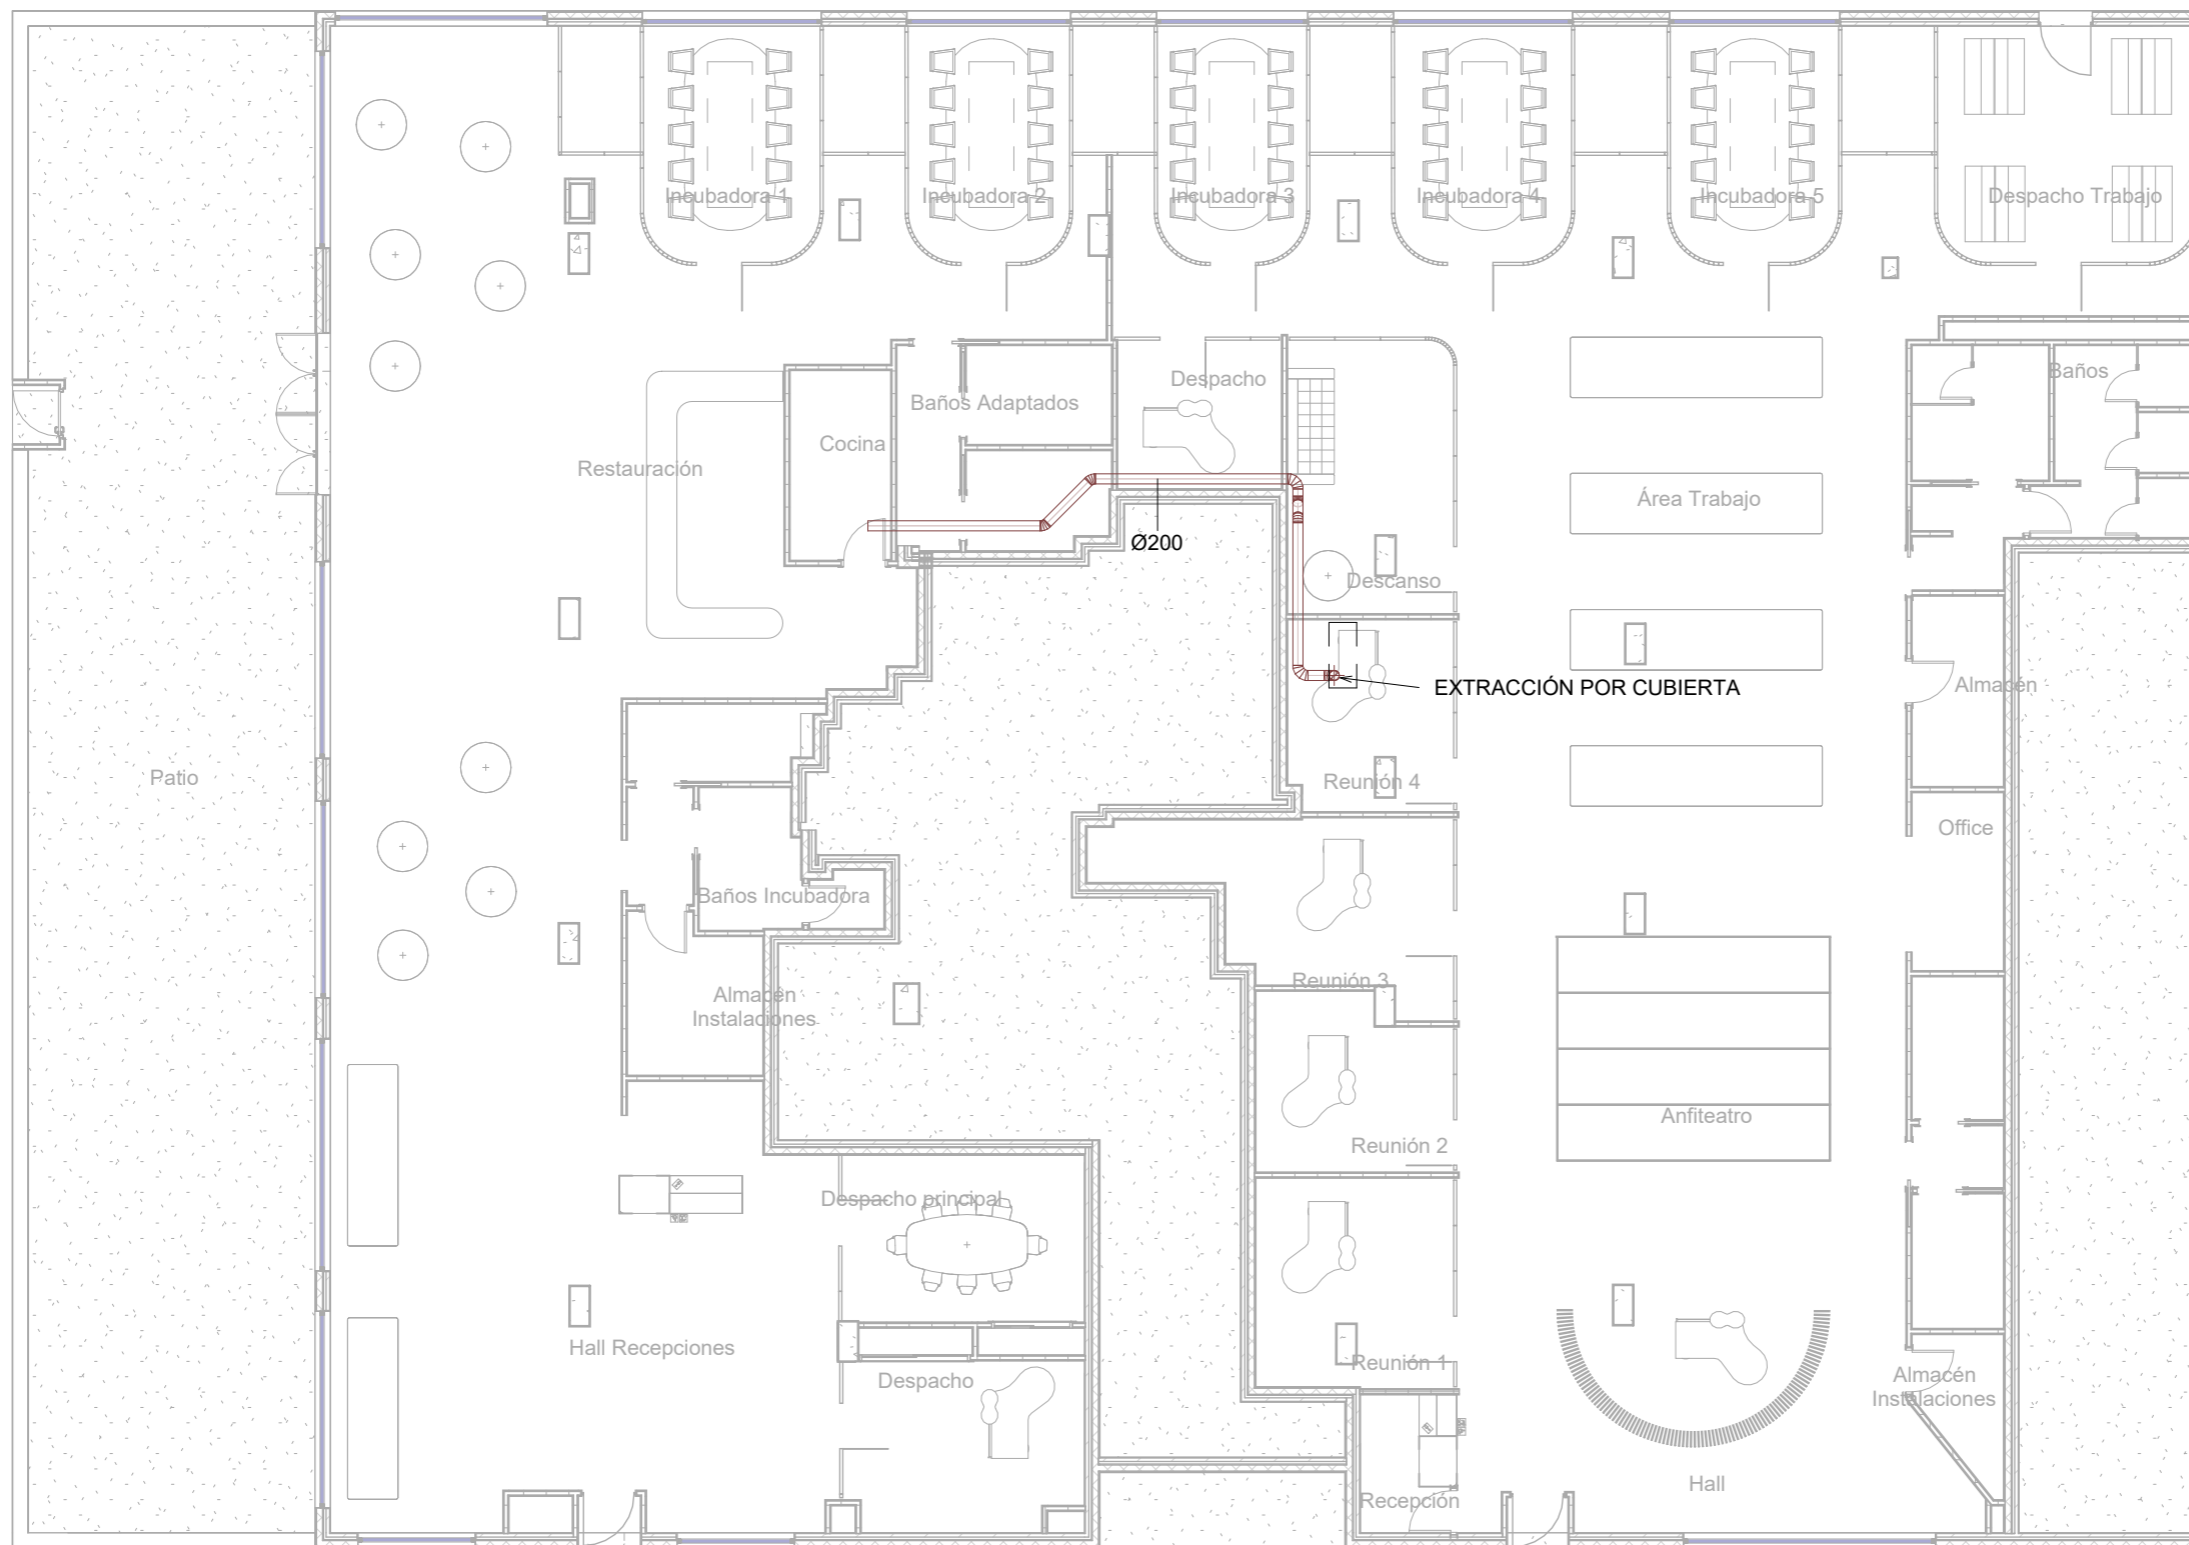 Incubadora 1
Incubadora 2
Incubadora 3
Incubadora 4
Incubadora 5
Despacho Trabajo
Despacho
Baños
Baños Adaptados
Cocina
Restauración
Área Trabajo
Ø200
Descanso
EXTRACCIÓN POR CUBIERTA
Almacén
Patio
Reunión 4
Office
Baños Incubadora
Reunión 3
Almacén
Instalaciones
Anfiteatro
Reunión 2
Despacho principal
Hall Recepciones
Reunión 1
Despacho
Almacén
Instalaciones
Hall
Recepción